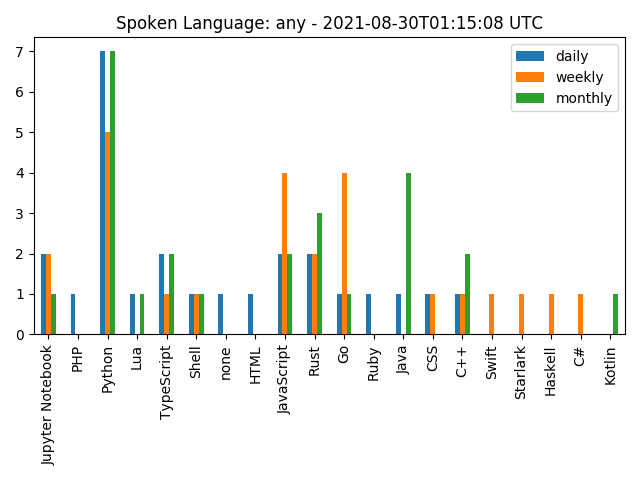 Spoken Language: any - 2021-08-30T01:15:08 UTC
daily
weekly
monthly
7
6
5
4
3
2
1
0
Jupyter Notebook
PHP
Python
Lua
TypeScript
Shell
none
HTML
JavaScript
Rust
Go
Ruby
Java
CSS
C++
Swift
Starlark
Haskell
C#
Kotlin